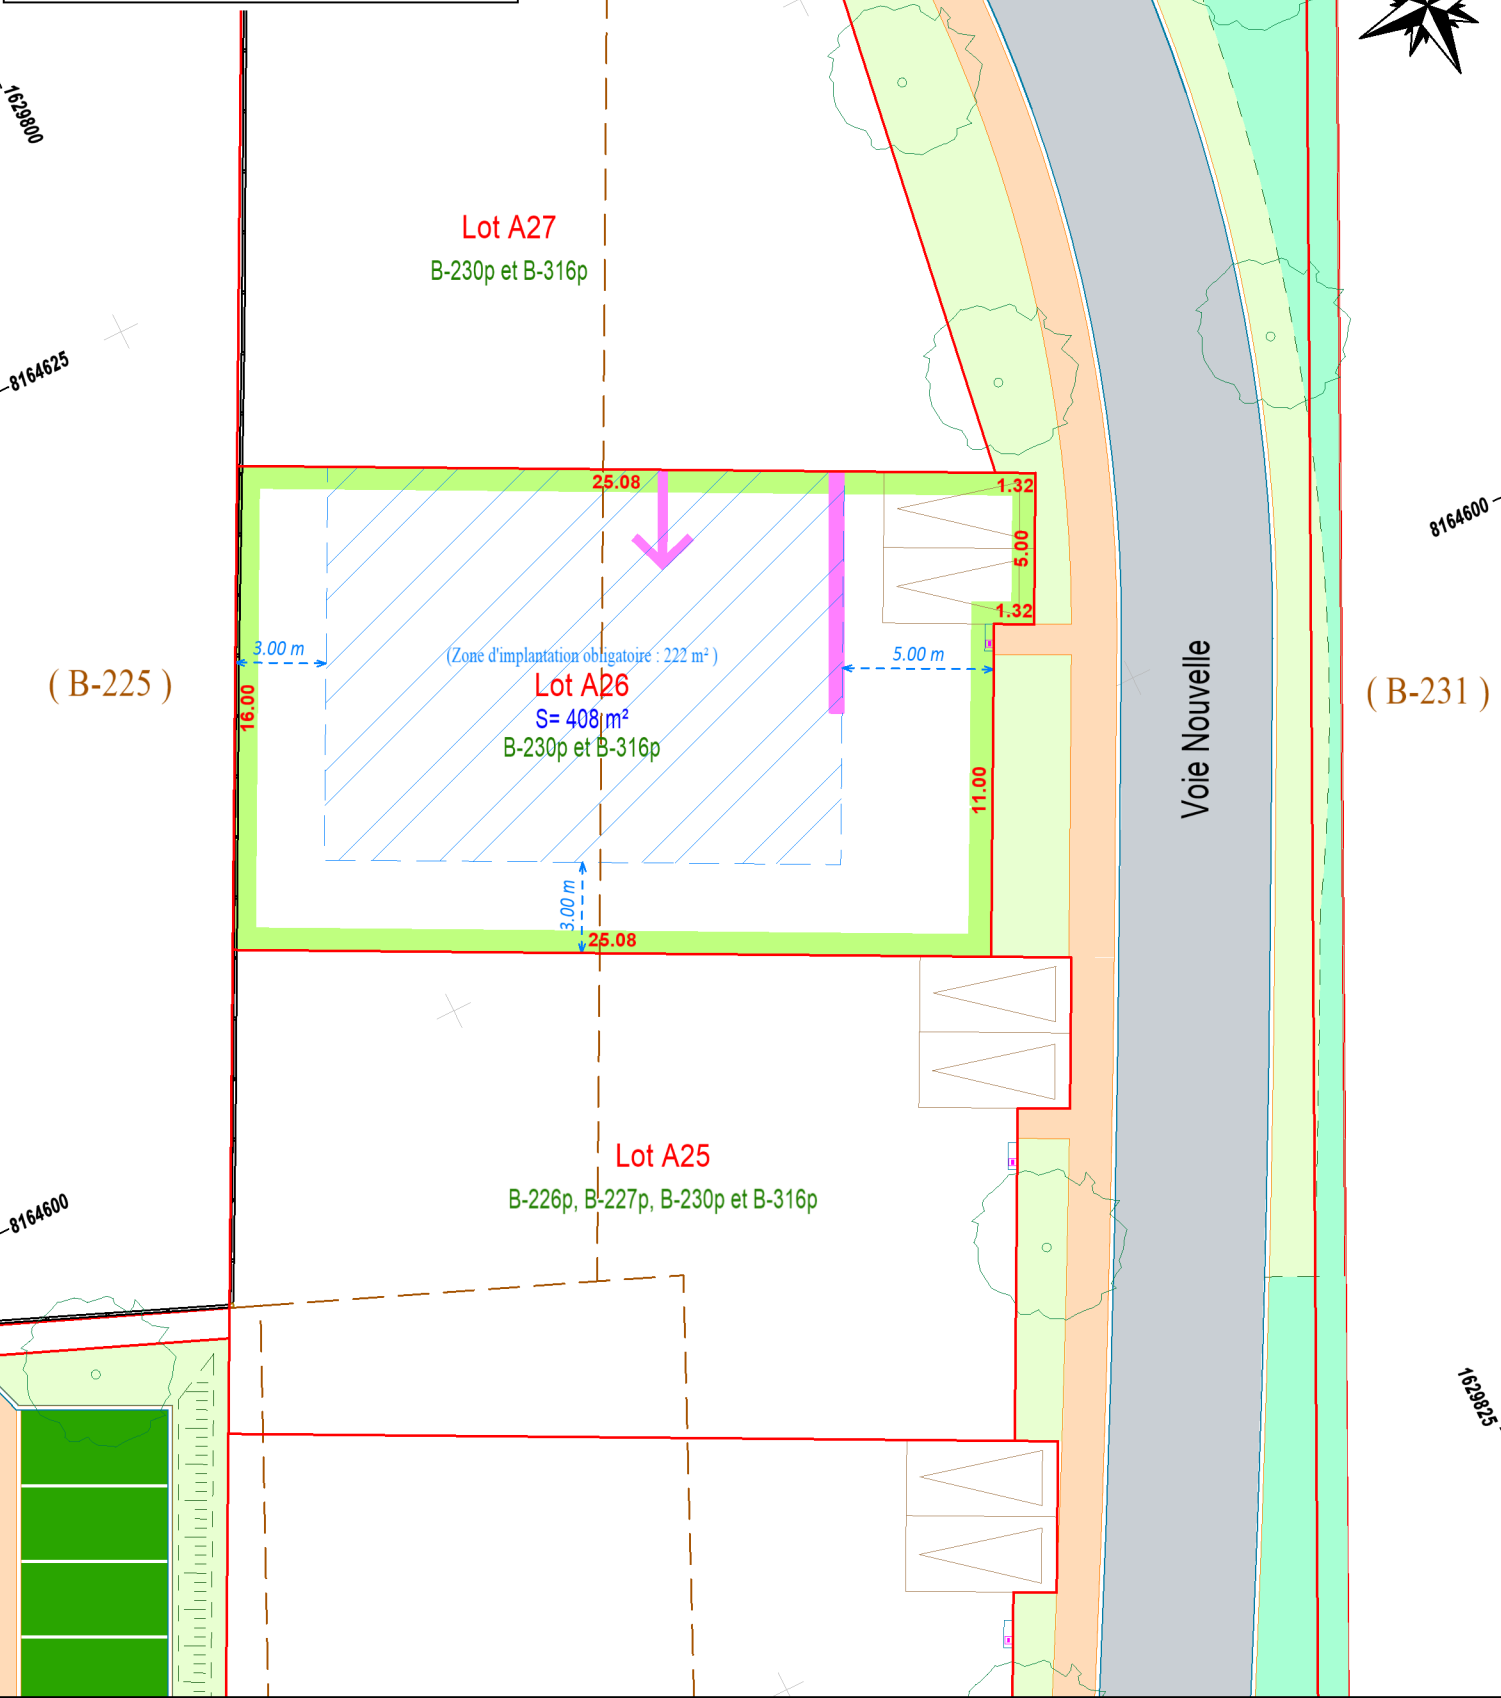 1629800
Lot A27
B-230p et B-316p
8164625
25.08
1.32
8164600
5.00
1.32
3.00 m
(Zone d'implantation obligatoire : 222 m² )
5.00 m
( B-225 )
Lot A26
( B-231 )
16.00
S= 408 m²
B-230p et B-316p
Voie Nouvelle
11.00
3.00 m
25.08
Lot A25
B-226p, B-227p, B-230p et B-316p
8164600
1629825